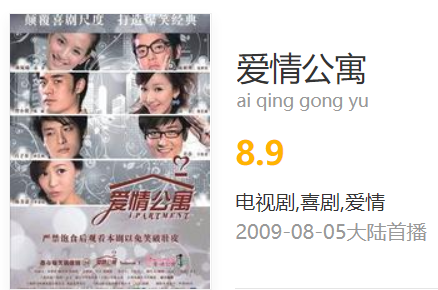 颠覆喜剧尺度 打造爆笑经典
爱情公寓
iPARTMENT
严禁饱食后观看本剧以免笑破肚皮
爱情公寓
ai qing gong yu
8.9
电视剧,喜剧,爱情
2009-08-05大陆首播